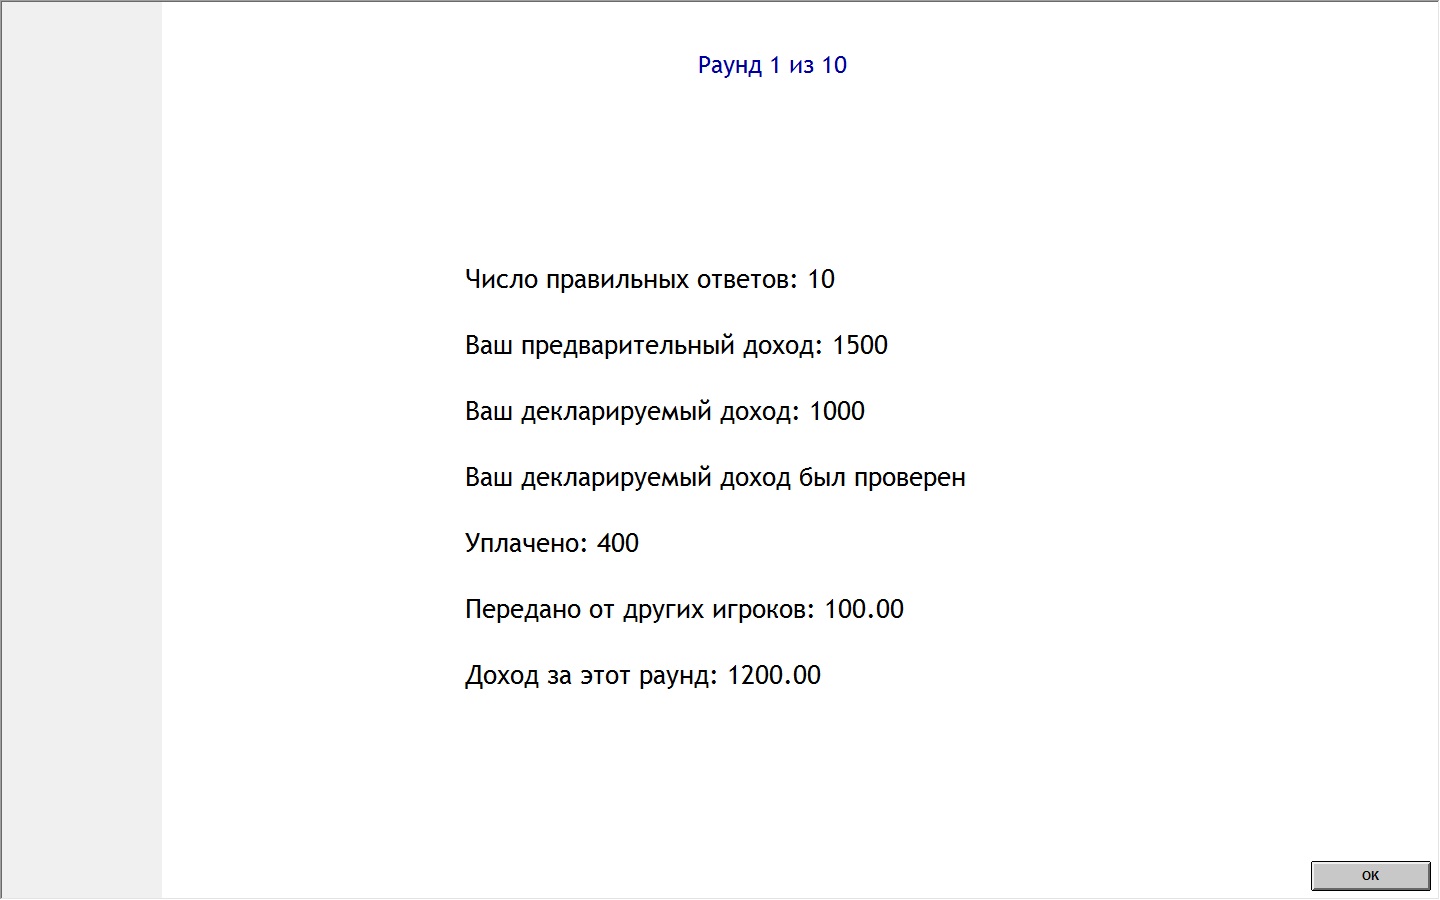 Раунд 1 из 10
Число правильных ответов: 10
Ваш предварительный доход: 1500
Ваш декларируемый доход: 1000
Ваш декларируемый доход был проверен
Уплачено: 400
Передано от других игроков: 100.00
Доход за этот раунд: 1200.00
ОК